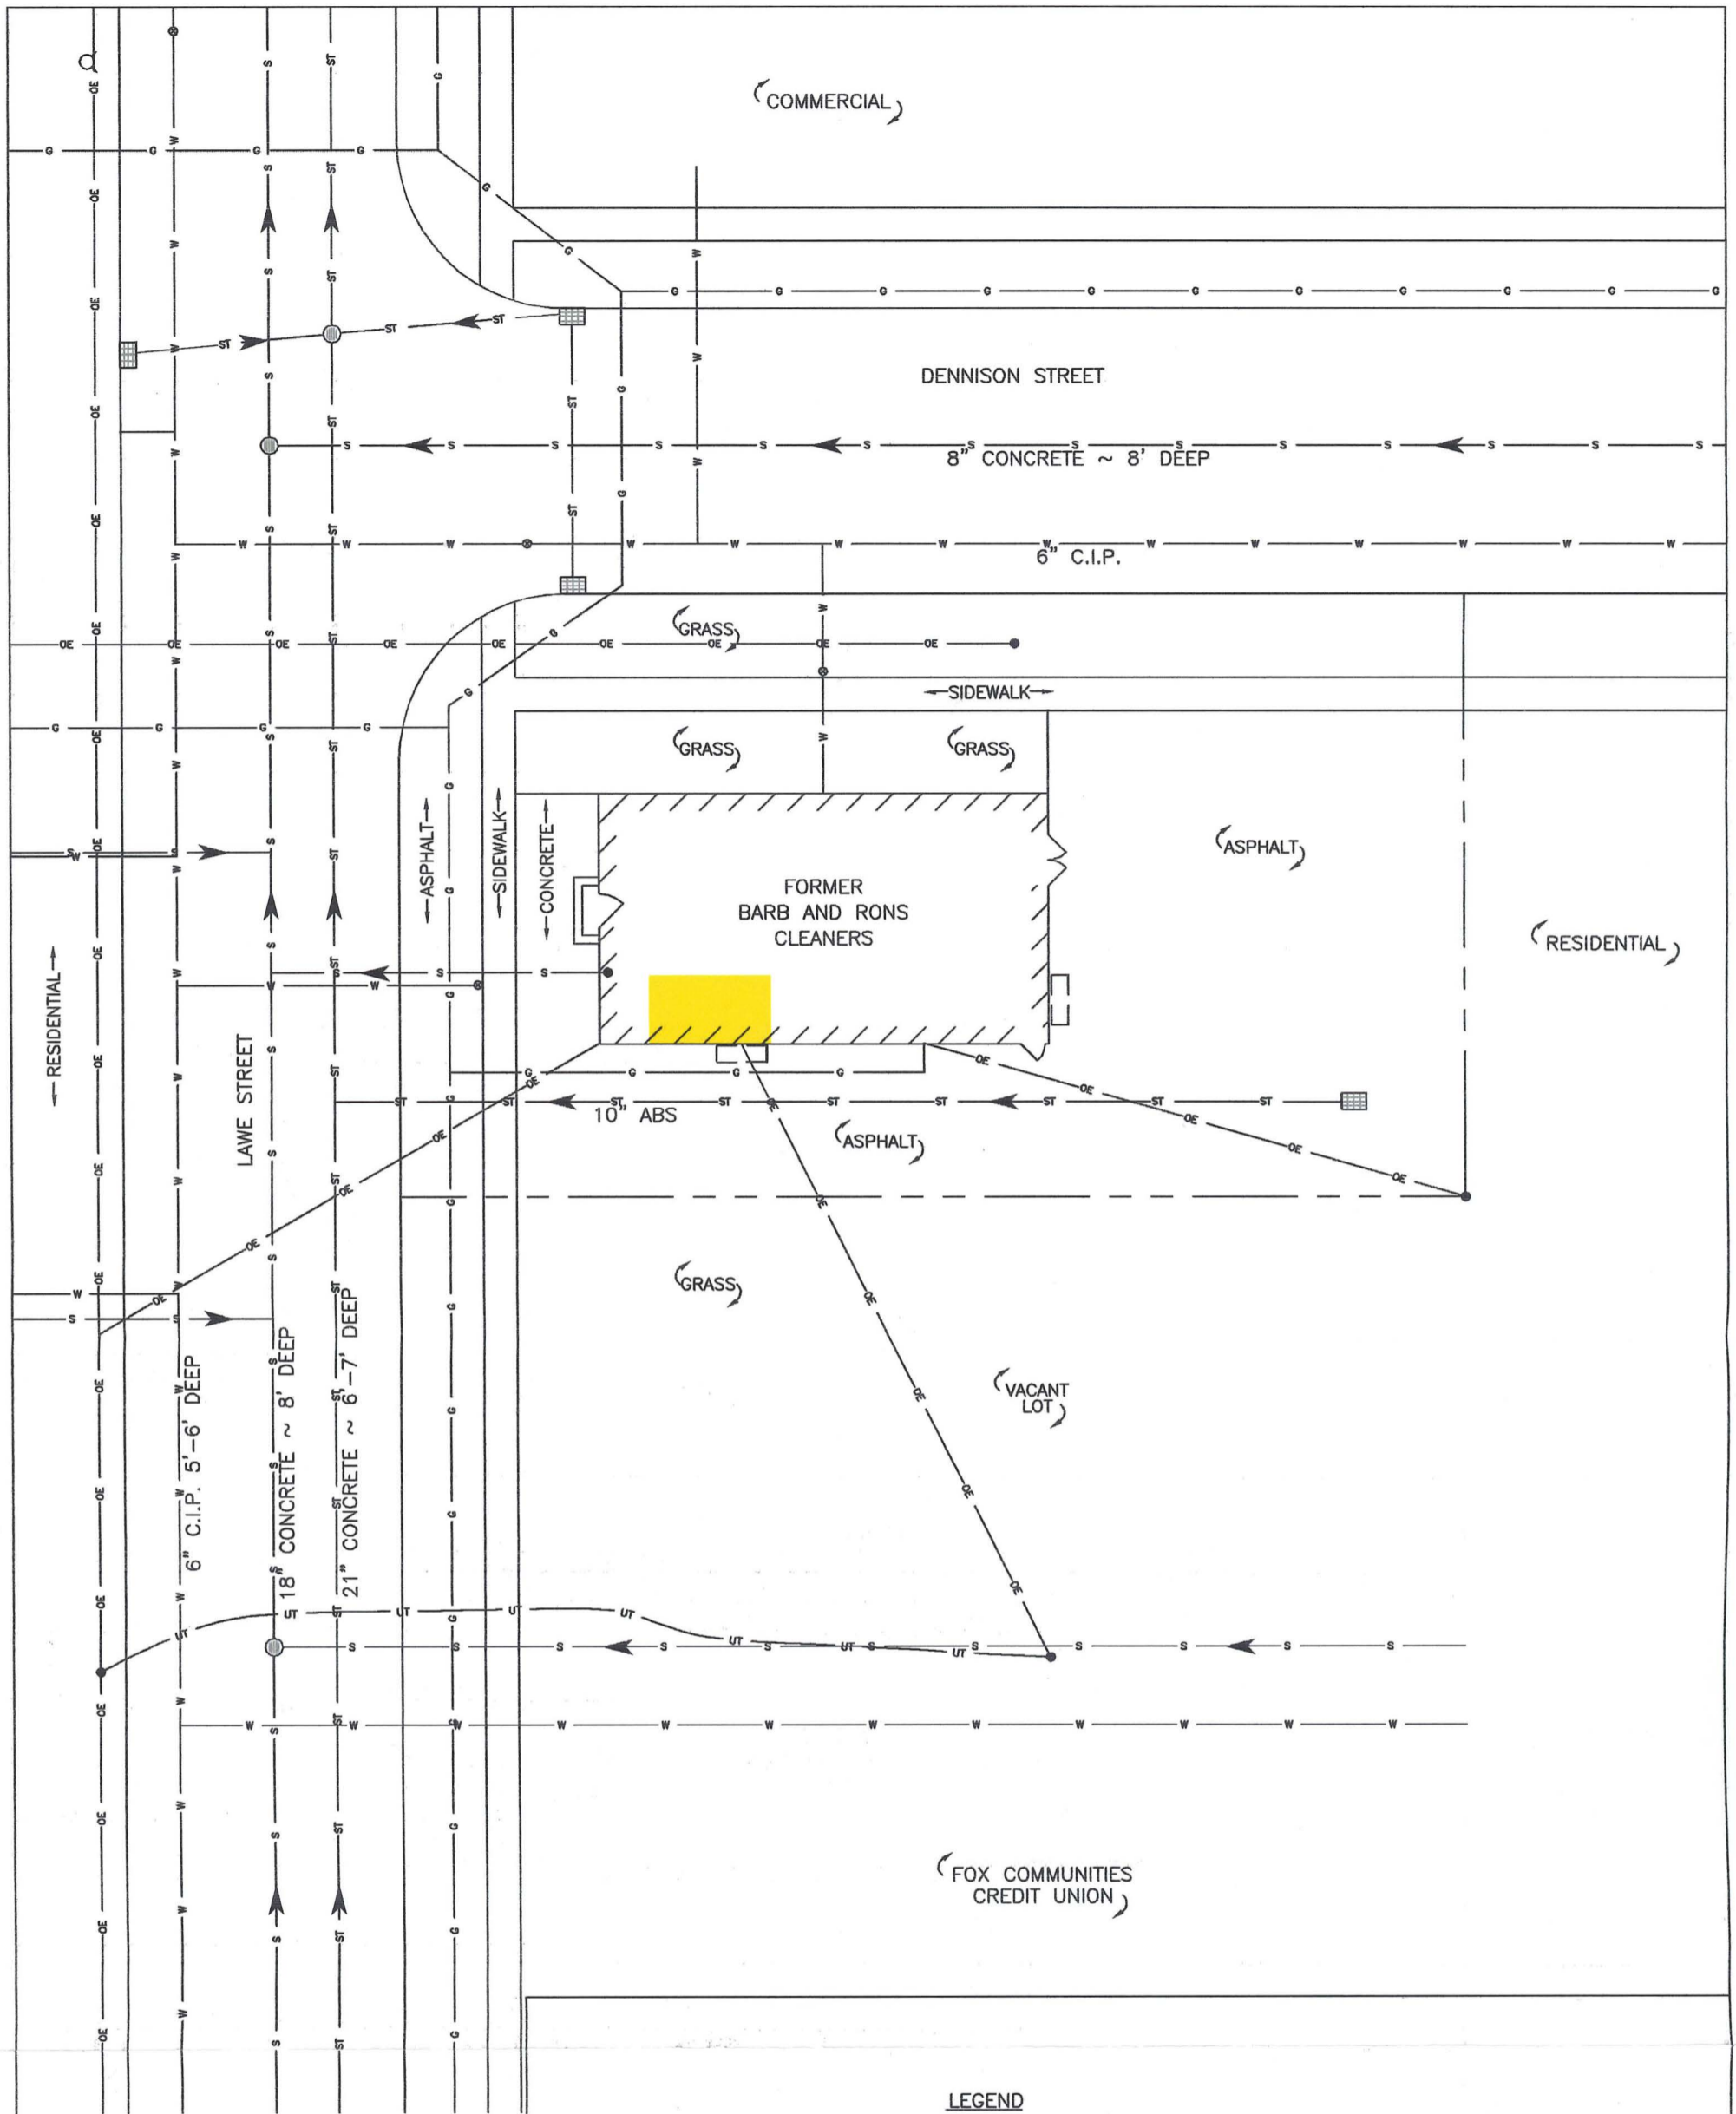 COMMERCIAL
DENNISON STREET
8" CONCRETE ~ 8' DEEP
6" C.I.P.
GRASS
SIDEWALK
GRASS
GRASS
ASPHALT
SIDEWALK
CONCRETE
FORMER
BARB AND RONS
CLEANERS
ASPHALT
RESIDENTIAL
RESIDENTIAL
LAWE STREET
10" ABS
ASPHALT
GRASS
VACANT
LOT
6" C.I.P. 5'-6' DEEP
18" CONCRETE ~ 8' DEEP
21" CONCRETE ~ 6'-7' DEEP
FOX COMMUNITIES
CREDIT UNION
LEGEND